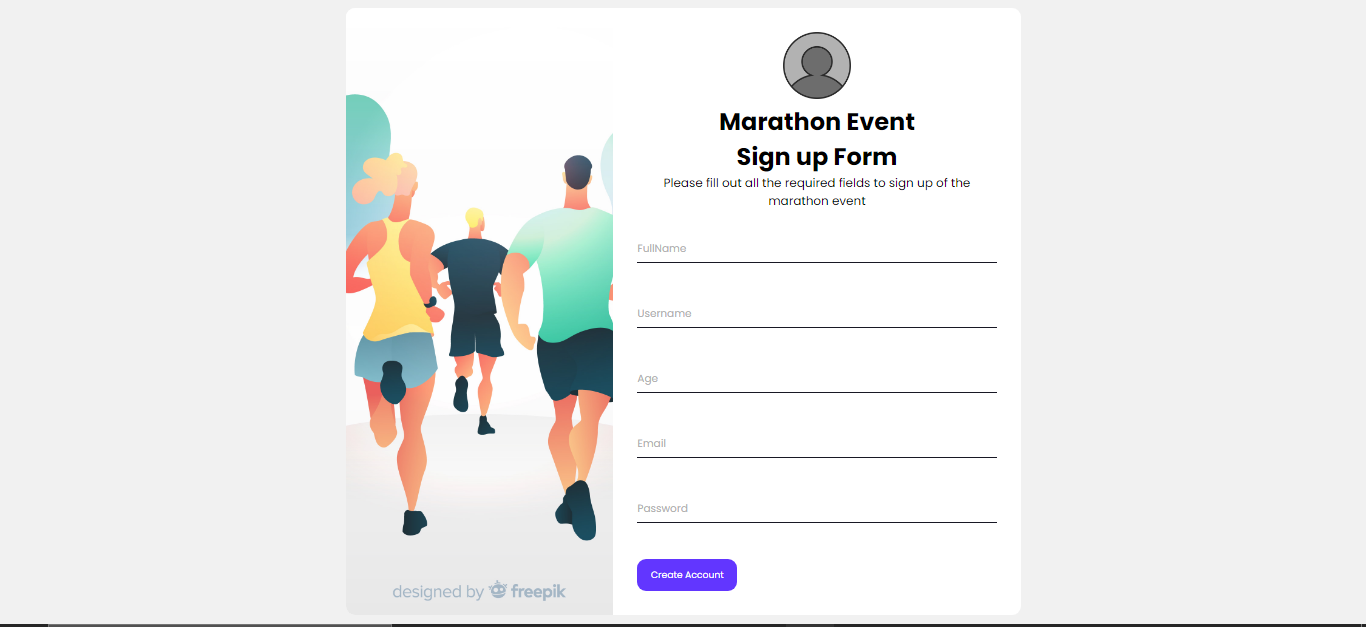 Marathon Event
Sign up Form
Please fill out all the required fields to sign up of the
marathon event
FullName
Username
Age
Email
Password
Create Account
designed by freepik